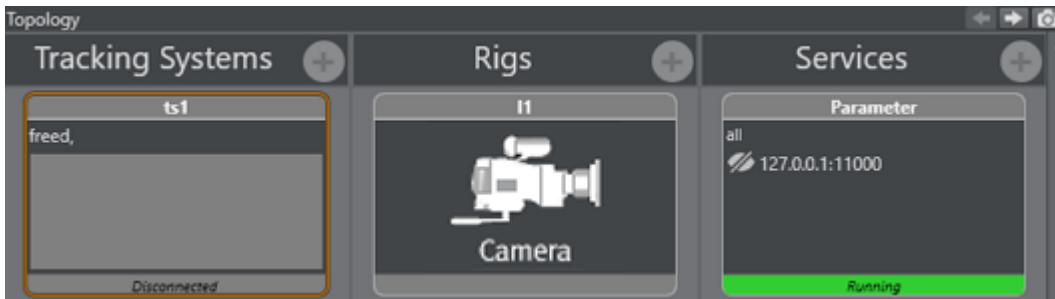 Topology
Tracking Systems
Rigs
Services
ts1
freed,
Disconnected
l1
Camera
Parameter
all
127.0.0.1:11000
Running